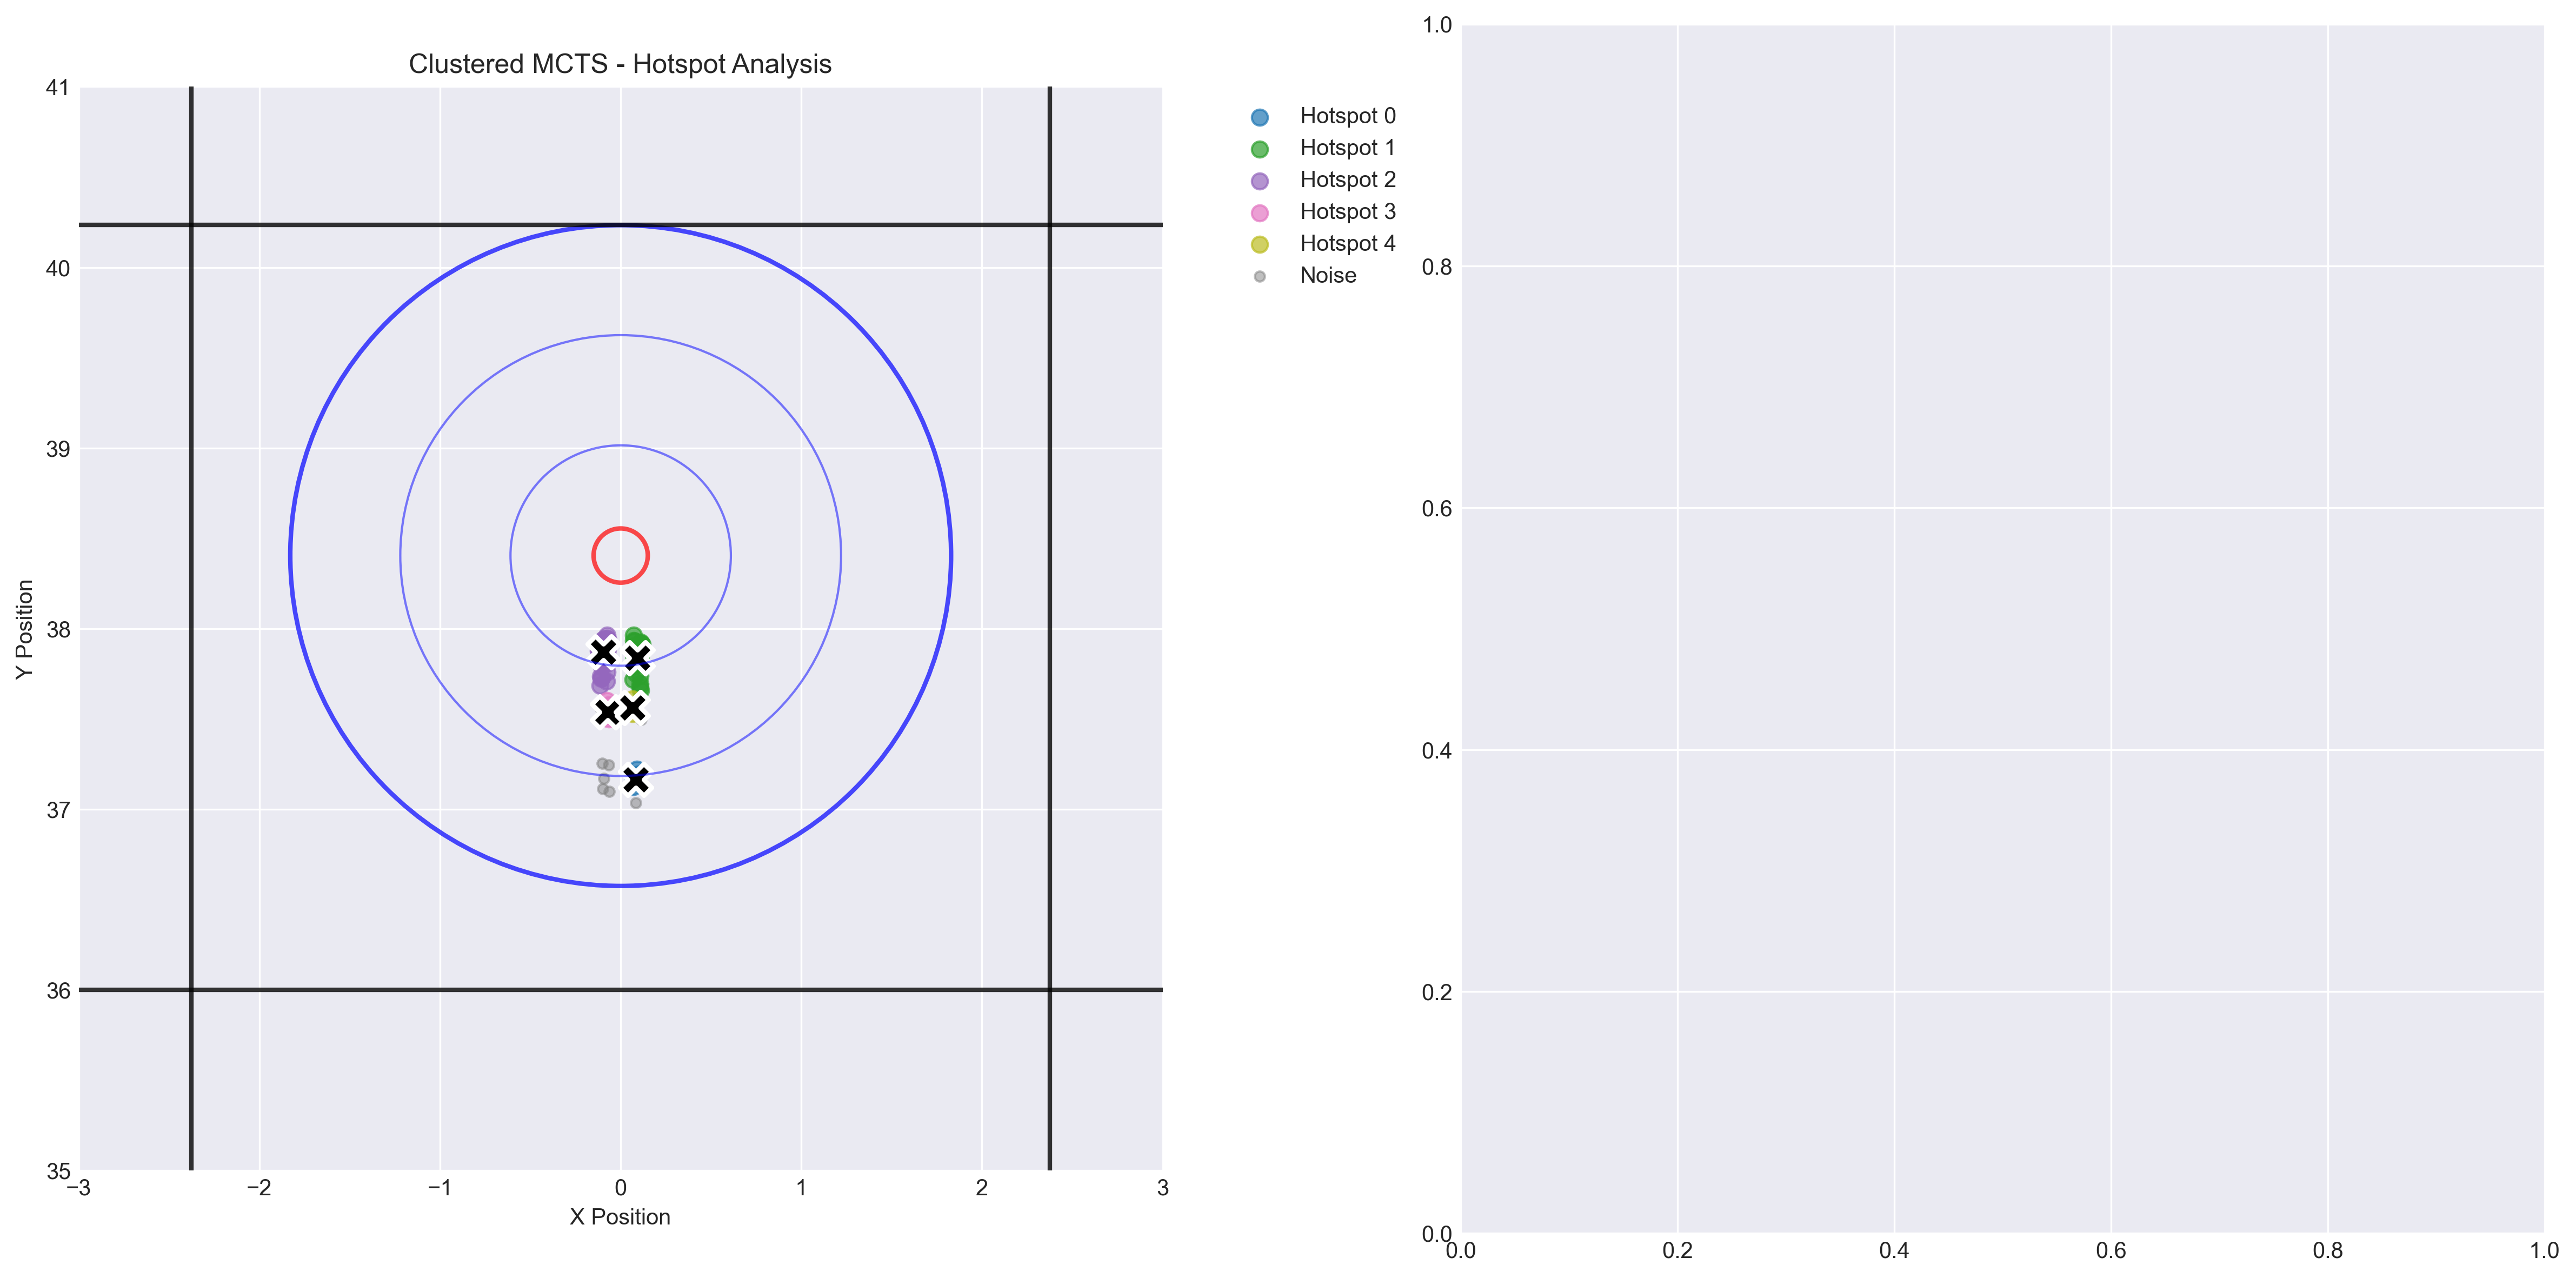 Clustered MCTS - Hotspot Analysis
41
40
39
38
37
36
35
Y Position
−3
−2
−1
0
1
2
3
X Position
Hotspot 0
Hotspot 1
Hotspot 2
Hotspot 3
Hotspot 4
Noise
1.0
0.8
0.6
0.4
0.2
0.0
0.0
0.2
0.4
0.6
0.8
1.0